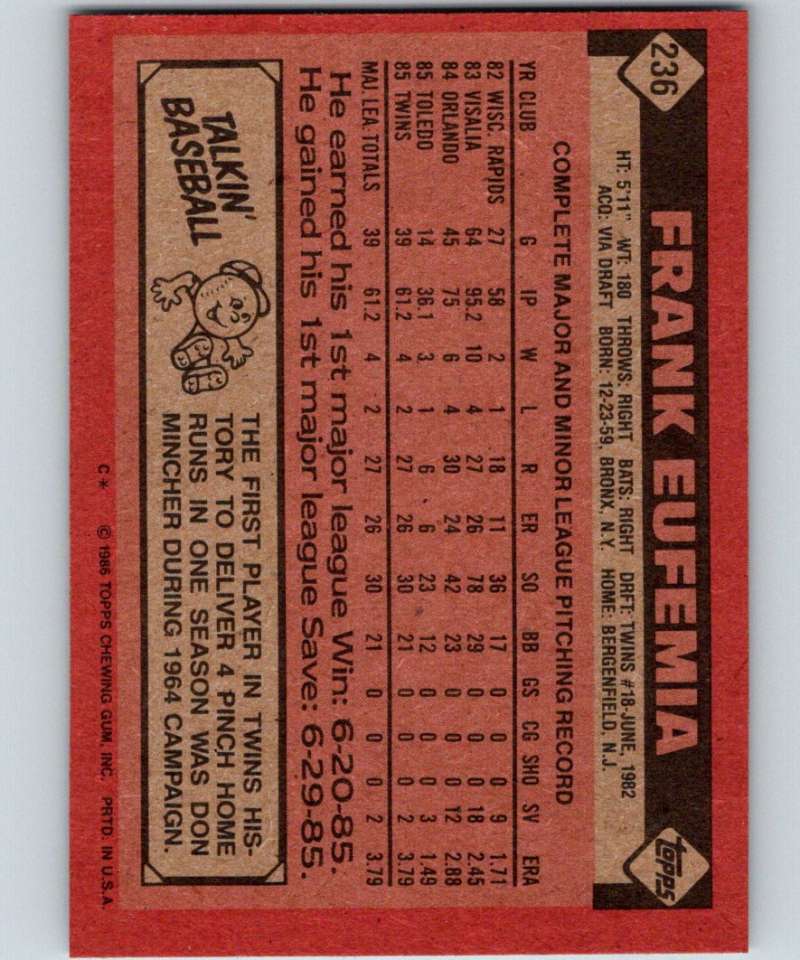 236
FRANK EUFEMIA
topps
HT: 5'11" WT: 180 THROWS: RIGHT BATS: RIGHT DRFT: TWINS #18-JUNE, 1982
ACQ: VIA DRAFT BORN: 12-23-59, BRONX, N.Y. HOME: BERGENFIELD, N.J.
COMPLETE MAJOR AND MINOR LEAGUE PITCHING RECORD
YR CLUB G IP W L R ER SO BB GS CG SHO SV ERA
82 WISC. RAPIDS 27 58 2 1 18 11 36 17 0 0 0 9 1.71
83 VISALIA 64 95.2 10 4 27 26 78 29 0 0 0 18 2.45
84 ORLANDO 45 75 6 4 30 24 42 23 0 0 0 12 2.88
85 TOLEDO 14 36.1 3 1 6 6 23 12 0 0 0 3 1.49
85 TWINS 39 61.2 4 2 27 26 30 21 0 0 0 2 3.79
MAJ. LEA. TOTALS 39 61.2 4 2 27 26 30 21 0 0 0 2 3.79
He earned his 1st major league Win: 6-20-85.
He gained his 1st major league Save: 6-29-85.
TALKIN'
BASEBALL
THE FIRST PLAYER IN TWINS HIS-
TORY TO DELIVER 4 PINCH HOME
RUNS IN ONE SEASON WAS DON
MINCHER DURING 1964 CAMPAIGN.
C* © 1986 TOPPS CHEWING GUM, INC. PRTD. IN U.S.A.